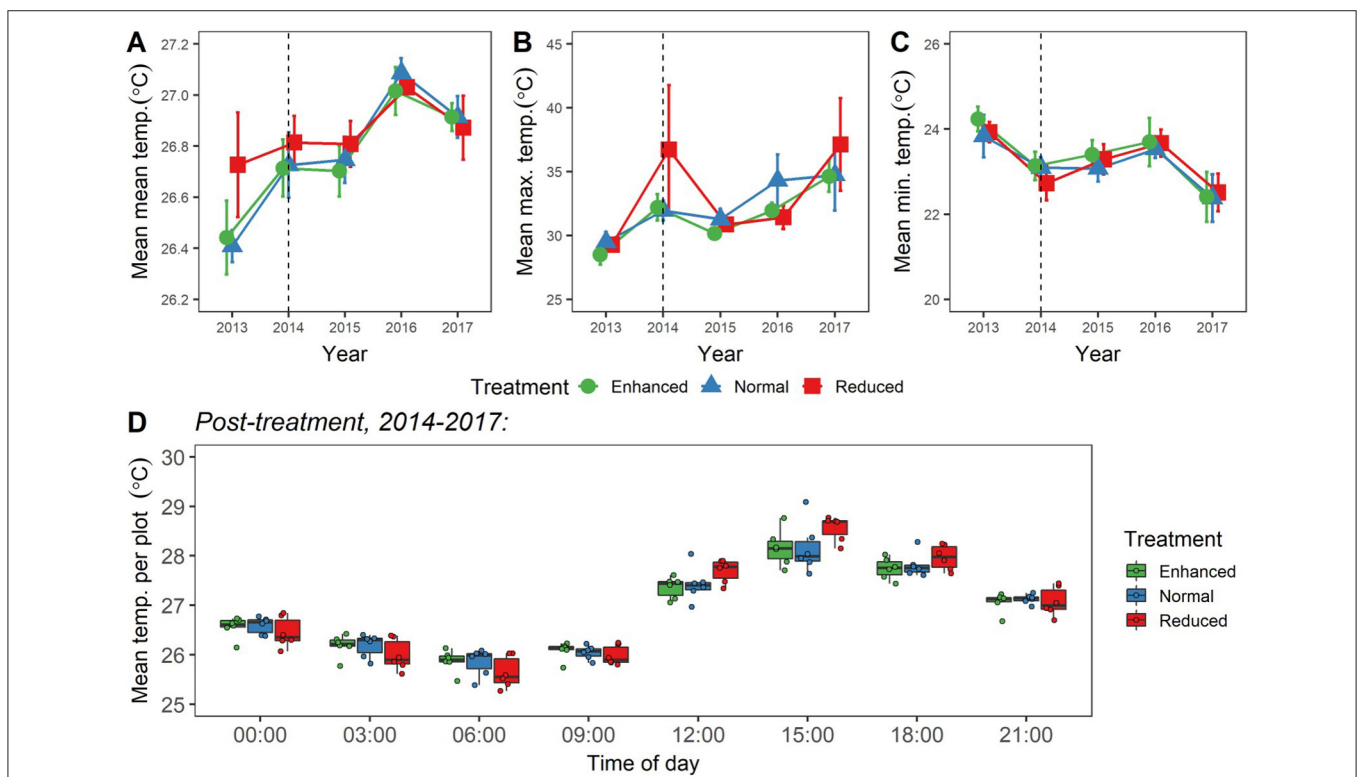 A
Mean mean temp.(°C)
27.2
27.0
26.8
26.6
26.4
26.2
2013 2014 2015 2016 2017
Year
B
Mean max. temp.(°C)
45
40
35
30
25
2013 2014 2015 2016 2017
Year
C
Mean min. temp.(°C)
26
24
22
20
2013 2014 2015 2016 2017
Year
Treatment Enhanced Normal Reduced
D Post-treatment, 2014-2017:
Mean temp. per plot (°C)
30
29
28
27
26
25
00:00 03:00 06:00 09:00 12:00 15:00 18:00 21:00
Time of day
Treatment
Enhanced
Normal
Reduced